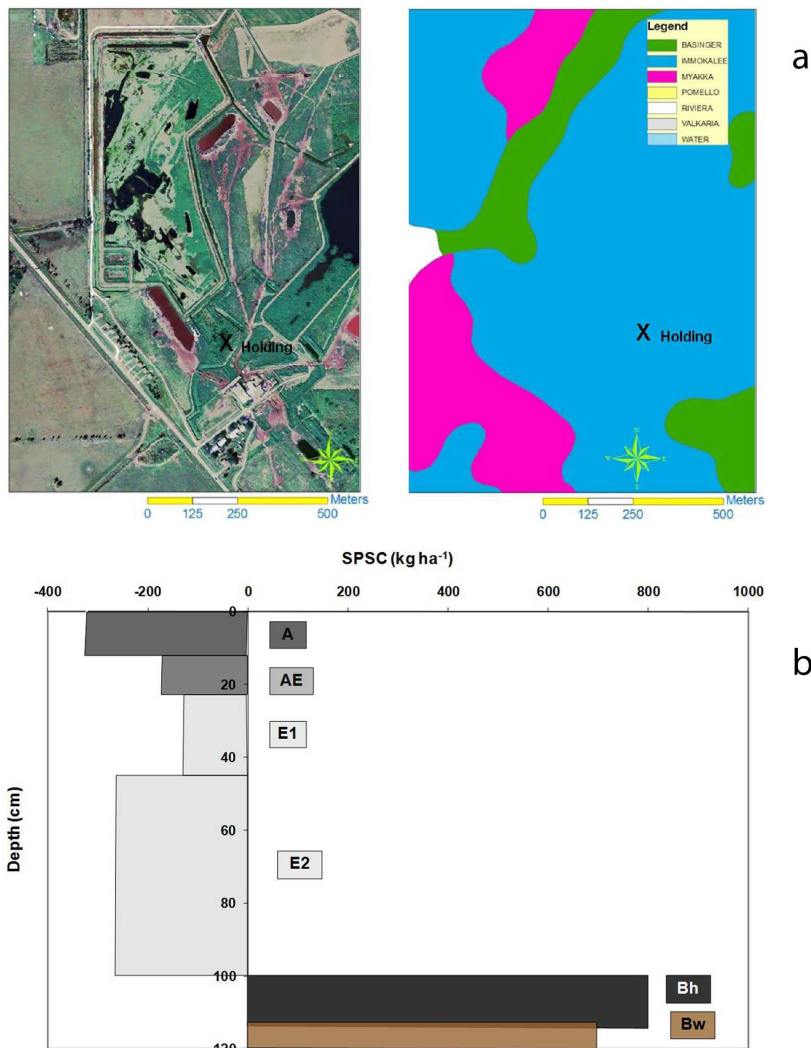 a
Legend
BASINGER
IMMOKALEE
MYAKKA
POMELLO
RIVIERA
VALKARIA
WATER
X Holding
X Holding
N
W E
S
Meters
0 125 250 500
Meters
0 125 250 500
b
SPSC (kg ha⁻¹)
-400 -200 0 200 400 600 800 1000
Depth (cm)
0
20
40
60
80
100
120
A
AE
E1
E2
Bh
Bw